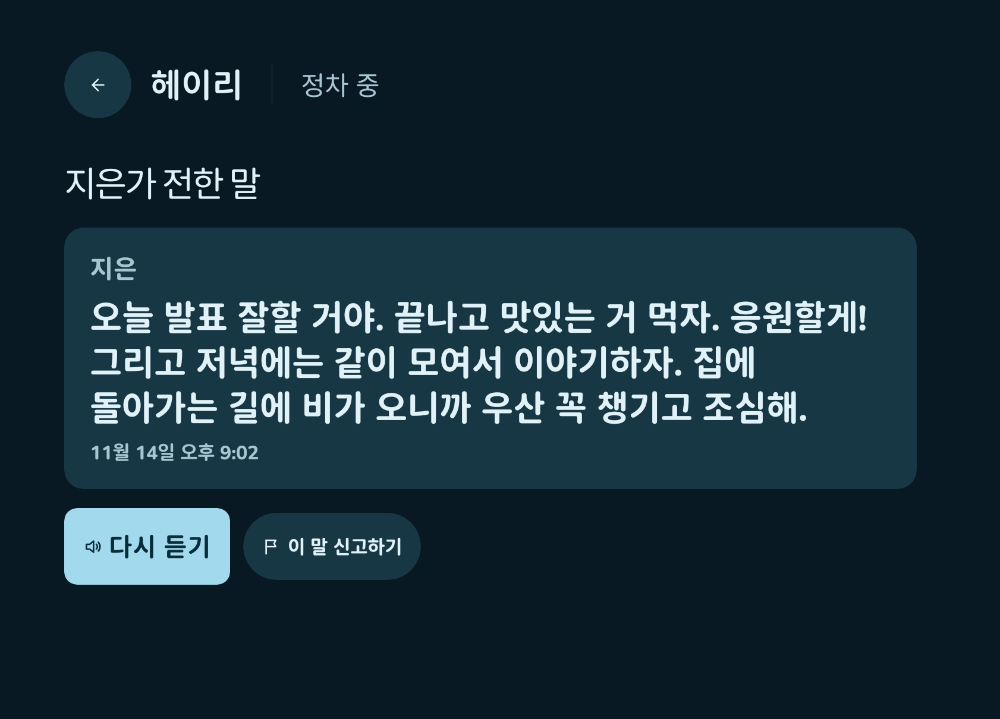 헤이리
정차 중
지은가 전한 말
지은
오늘 발표 잘할 거야. 끝나고 맛있는 거 먹자. 응원할게!
그리고 저녁에는 같이 모여서 이야기하자. 집에
돌아가는 길에 비가 오니까 우산 꼭 챙기고 조심해.
11월 14일 오후 9:02
다시 듣기
이 말 신고하기